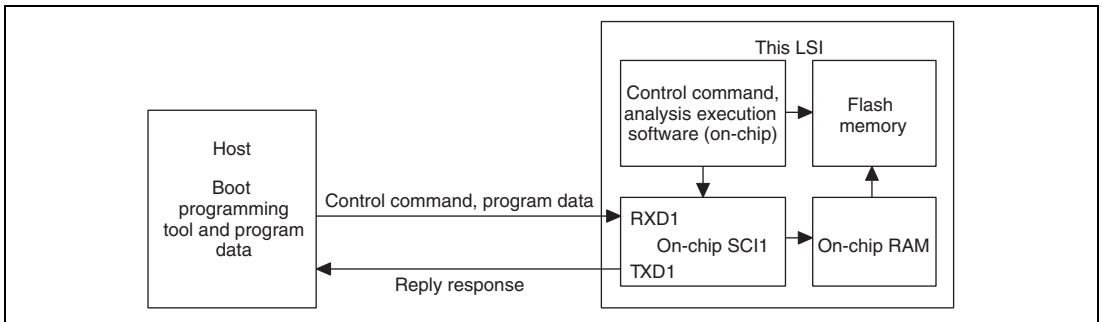 This LSI
Control command,
analysis execution
software (on-chip)
Flash
memory
Host
Boot
programming
tool and program
data
Control command, program data
RXD1
On-chip SCI1
TXD1
On-chip RAM
Reply response